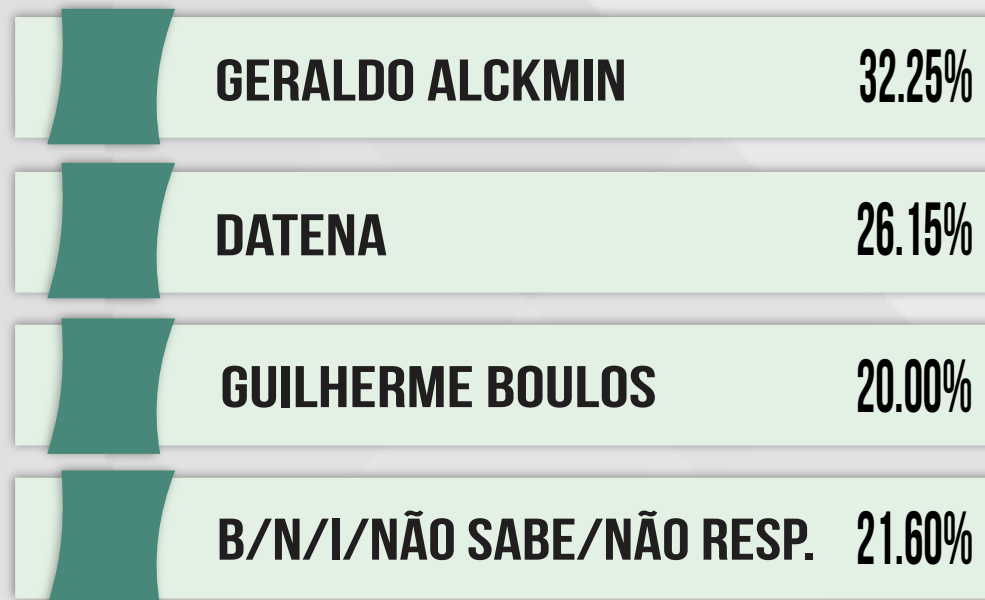 GERALDO ALCKMIN 32.25%
DATENA 26.15%
GUILHERME BOULOS 20.00%
B/N/I/NÃO SABE/NÃO RESP. 21.60%